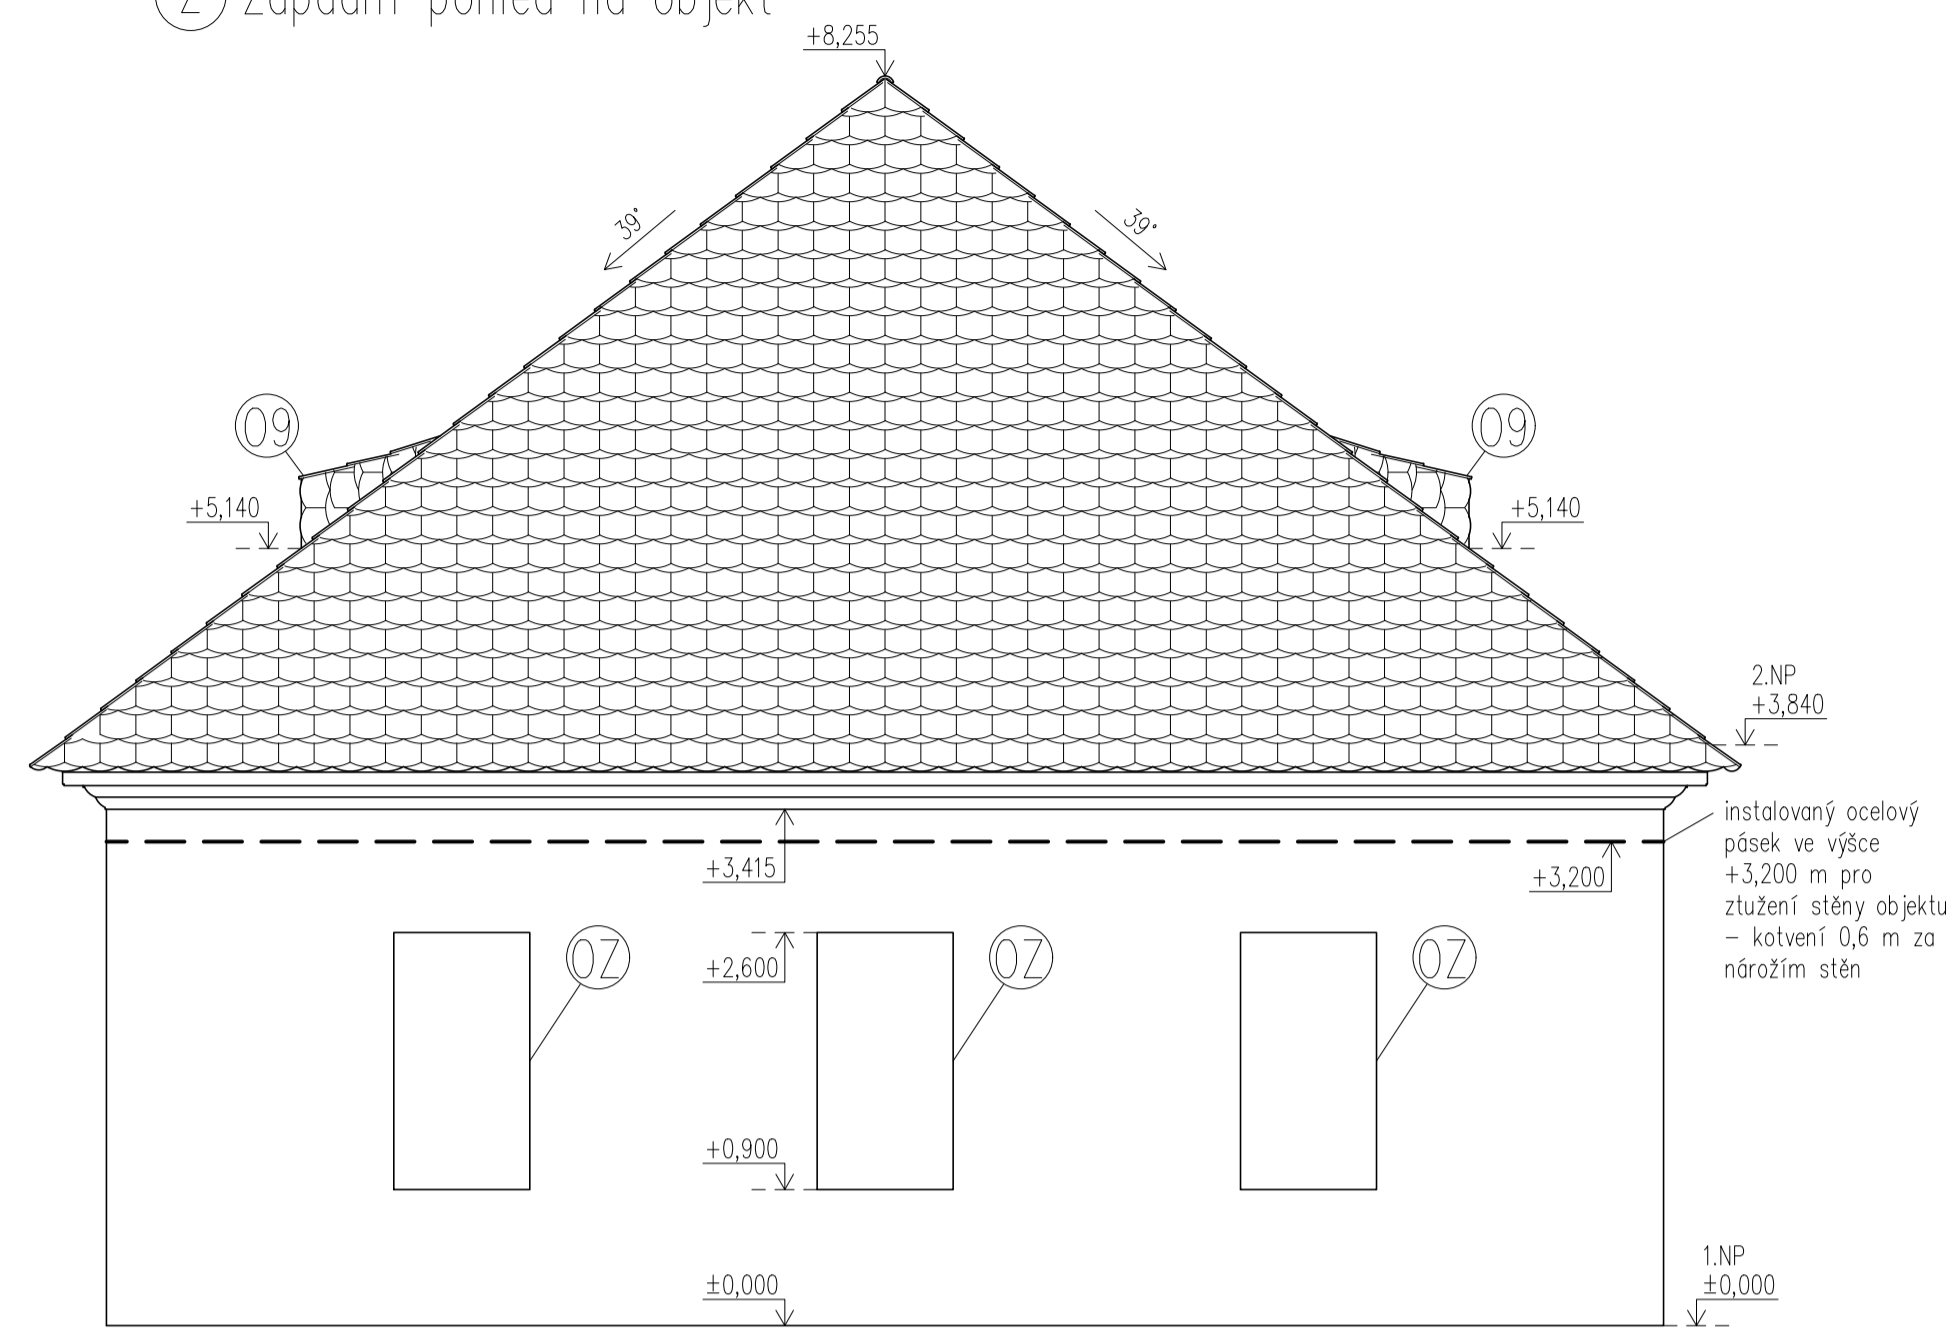 Z Západní pohled na objekt
+8,255
39°
39°
09
09
+5,140
+5,140
2.NP
+3,840
instalovaný ocelový
pásek ve výšce
+3,200 m pro
ztužení stěny objektu
– kotvení 0,6 m za
nárožím stěn
+3,415
+3,200
OZ
OZ
OZ
+2,600
+0,900
1.NP
±0,000
±0,000